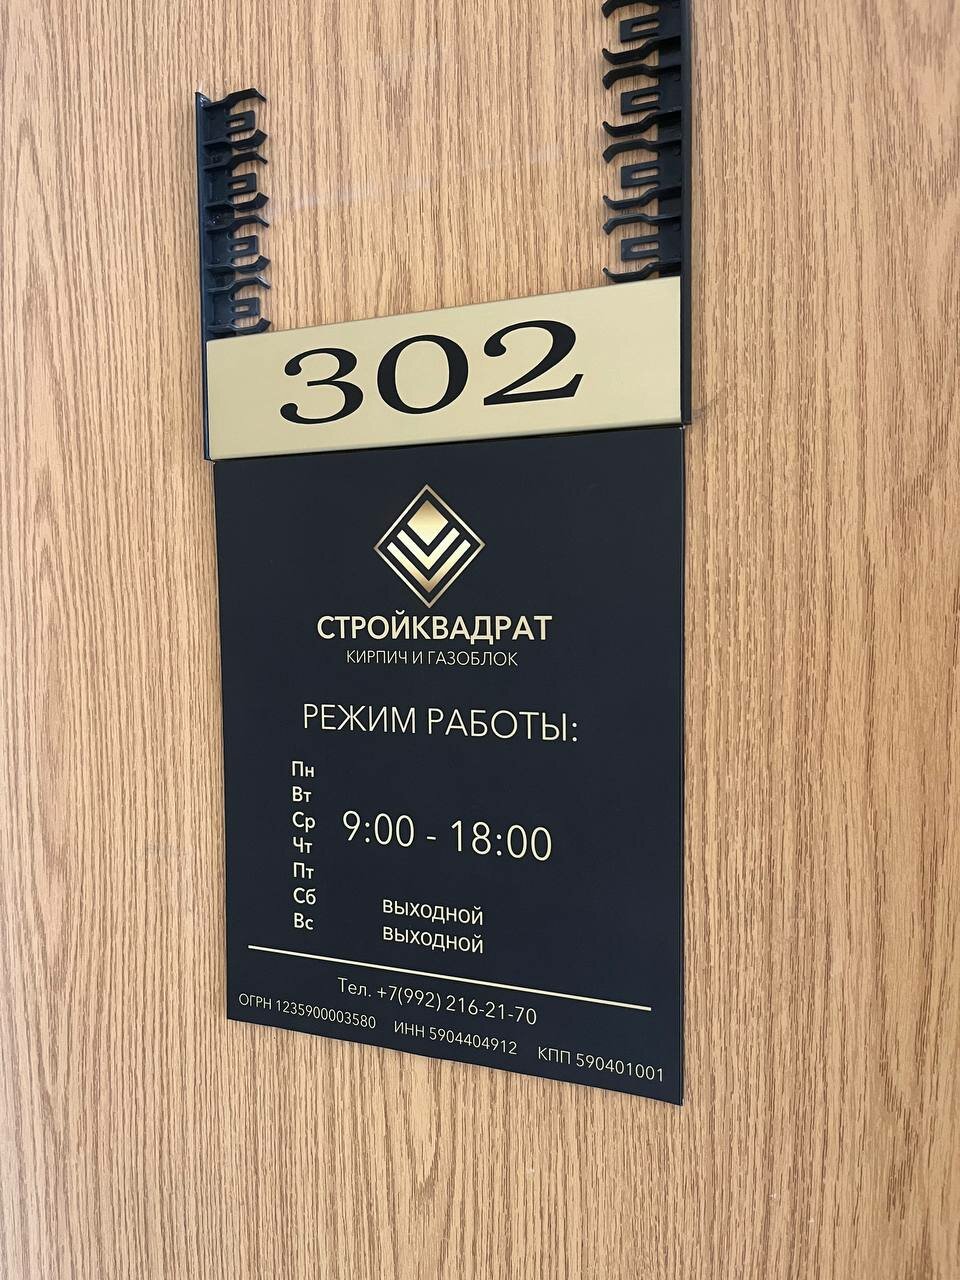 302
СТРОЙКВАДРАТ
КИРПИЧ И ГАЗОБЛОК
РЕЖИМ РАБОТЫ:
Пн
Вт
Ср 9:00 - 18:00
Чт
Пт
Сб выходной
Вс выходной
Тел. +7(992) 216-21-70
ОГРН 1235900003580 ИНН 5904404912 КПП 590401001